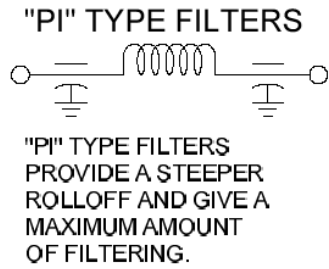 "PI" TYPE FILTERS
"PI" TYPE FILTERS
PROVIDE A STEEPER
ROLLOFF AND GIVE A
MAXIMUM AMOUNT
OF FILTERING.